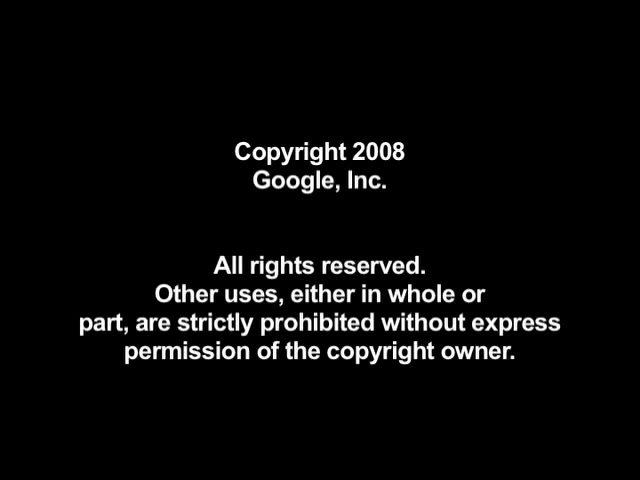 Copyright 2008
Google, Inc.
All rights reserved.
Other uses, either in whole or
part, are strictly prohibited without express
permission of the copyright owner.